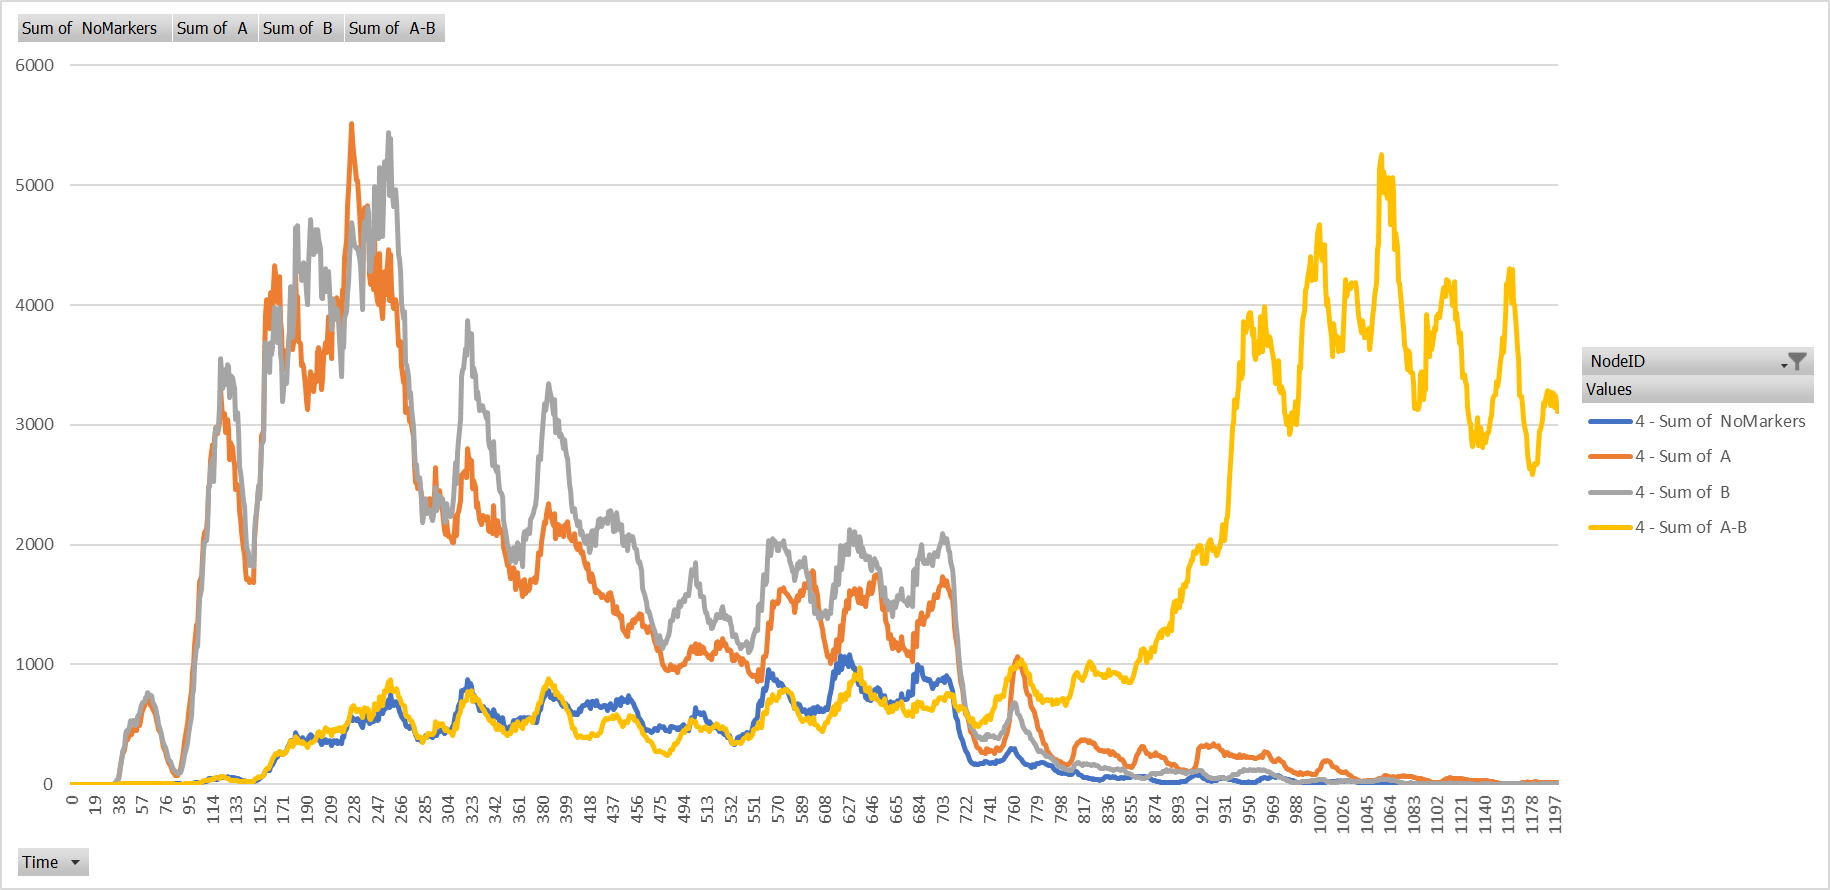 Sum of NoMarkers Sum of A Sum of B Sum of A-B
6000
5000
4000
3000
2000
1000
0
0 19 38 57 76 95 114 133 152 171 190 209 228 247 266 285 304 323 342 361 380 399 418 437 456 475 494 513 532 551 570 589 608 627 646 665 684 703 722 741 760 779 798 817 836 855 874 893 912 931 950 969 988 1007 1026 1045 1064 1083 1102 1121 1140 1159 1178 1197
NodeID
Values
4 - Sum of NoMarkers
4 - Sum of A
4 - Sum of B
4 - Sum of A-B
Time